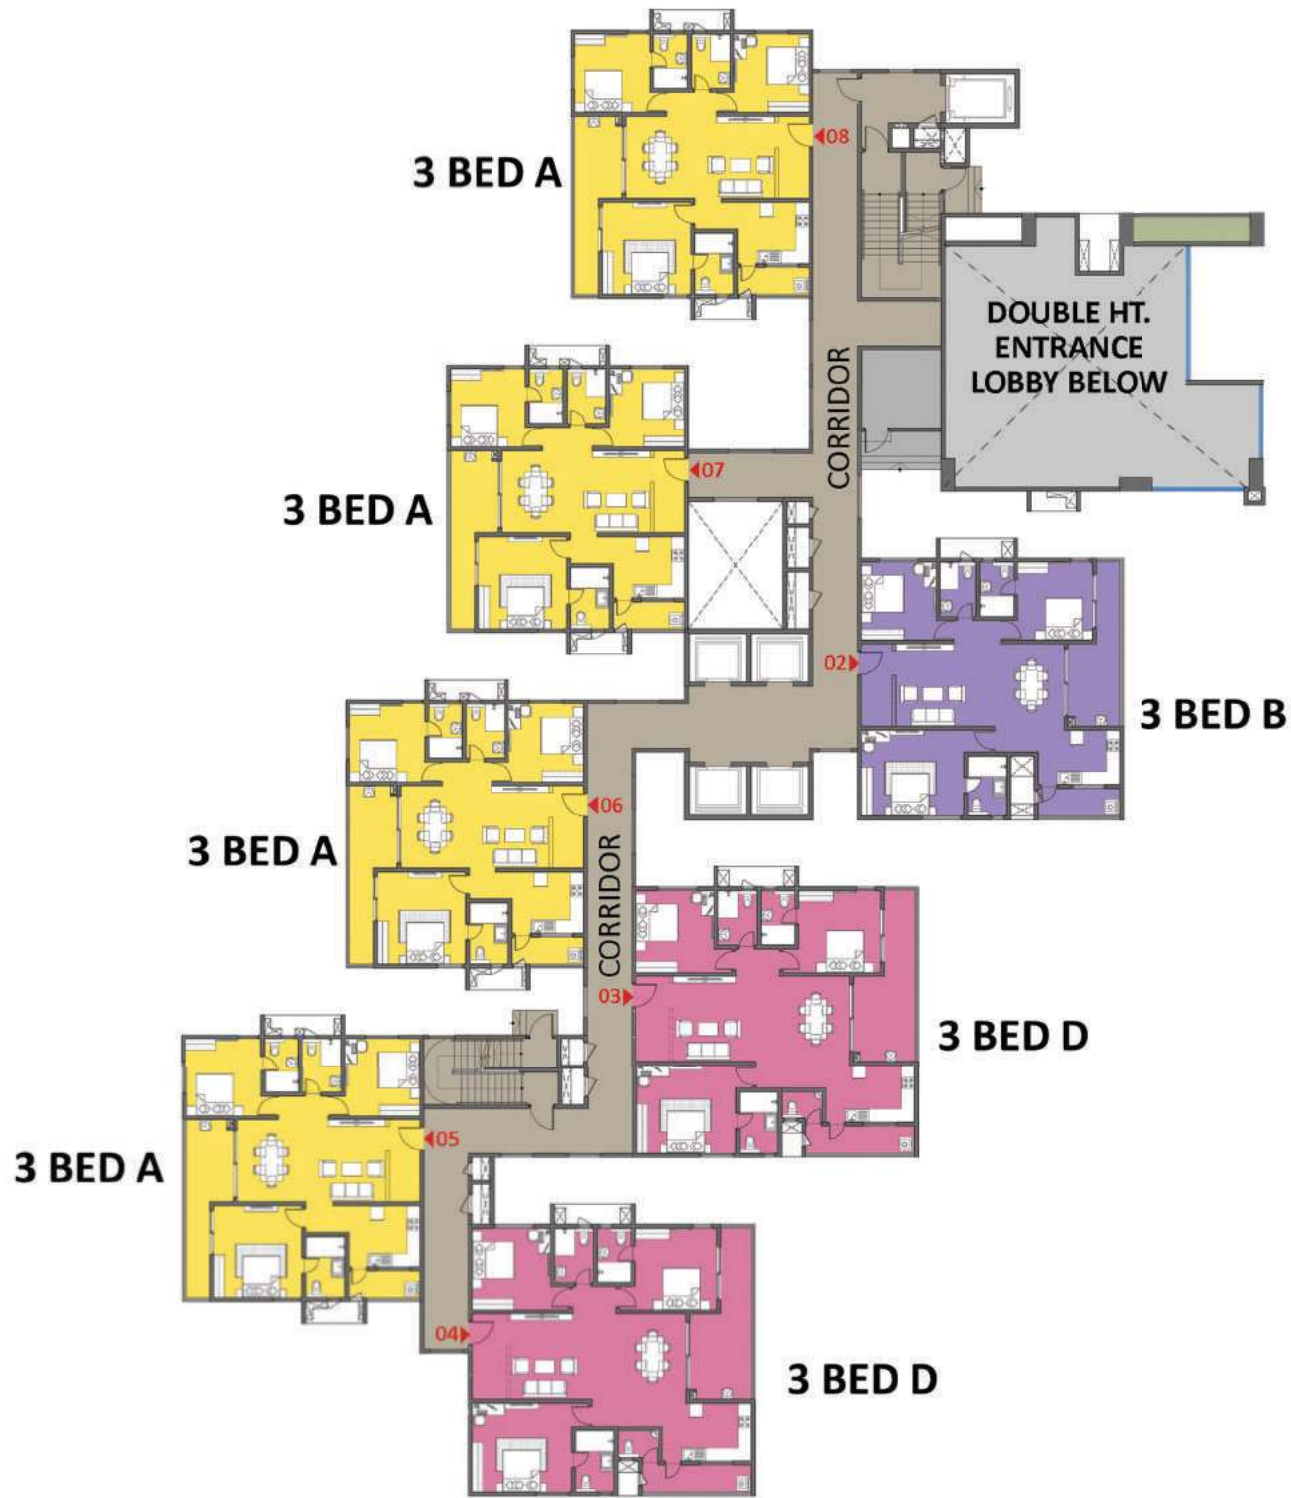 08
3 BED A
DOUBLE HT.
ENTRANCE
LOBBY BELOW
CORRIDOR
07
3 BED A
02
3 BED B
06
3 BED A
CORRIDOR
03
3 BED D
05
3 BED A
04
3 BED D